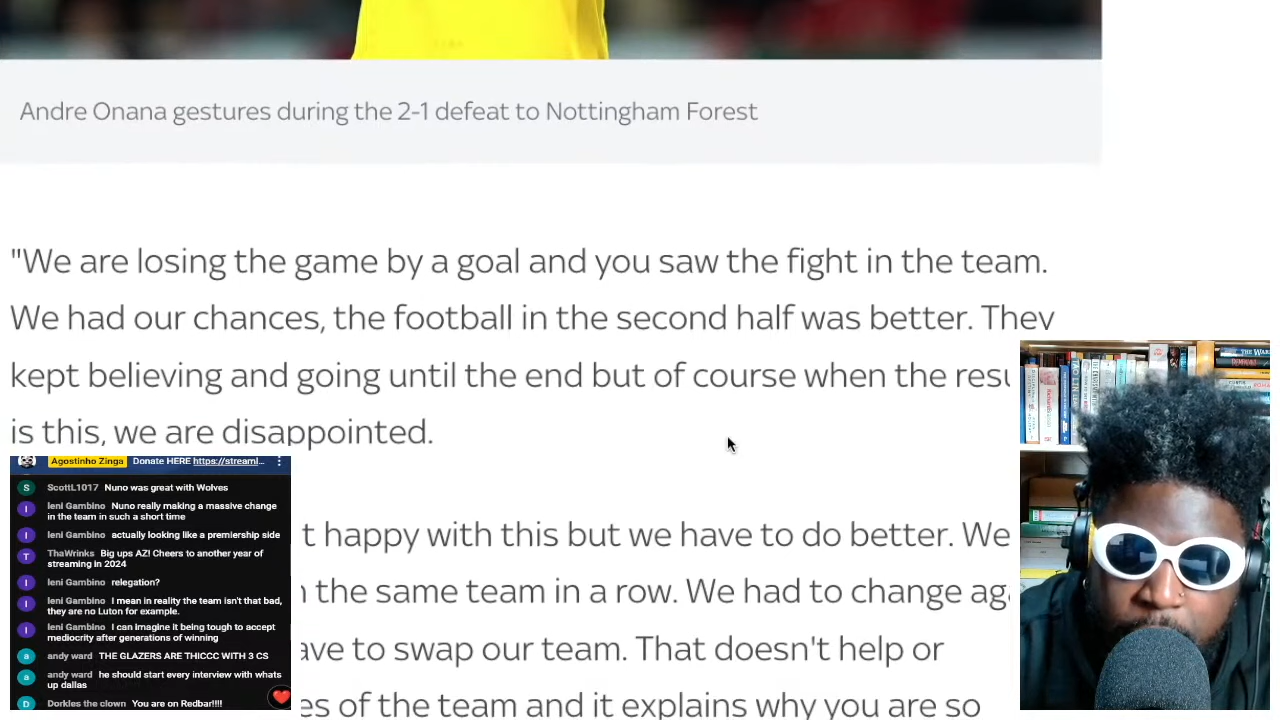 Andre Onana gestures during the 2-1 defeat to Nottingham Forest
"We are losing the game by a goal and you saw the fight in the team.
We had our chances, the football in the second half was better. They
kept believing and going until the end but of course when the resu
is this, we are disappointed.
t happy with this but we have to do better. We
the same team in a row. We had to change aga
ave to swap our team. That doesn't help or
es of the team and it explains why you are so
Agostinho Zinga Donate HERE https://streaml...
S ScottL1017 Nuno was great with Wolves
I Ieni Gambino Nuno really making a massive change
in the team in such a short time
I Ieni Gambino actually looking like a premiership side
T ThaWrinks Big ups AZ! Cheers to another year of
streaming in 2024
I Ieni Gambino relegation?
I Ieni Gambino I mean in reality the team isn't that bad,
they are no Luton for example.
I Ieni Gambino I can imagine it being tough to accept
mediocrity after generations of winning
a andy ward THE GLAZERS ARE THICCC WITH 3 CS
a andy ward he should start every interview with whats
up dallas
D Dorkles the clown You are on Redbar!!!!
THE WAR